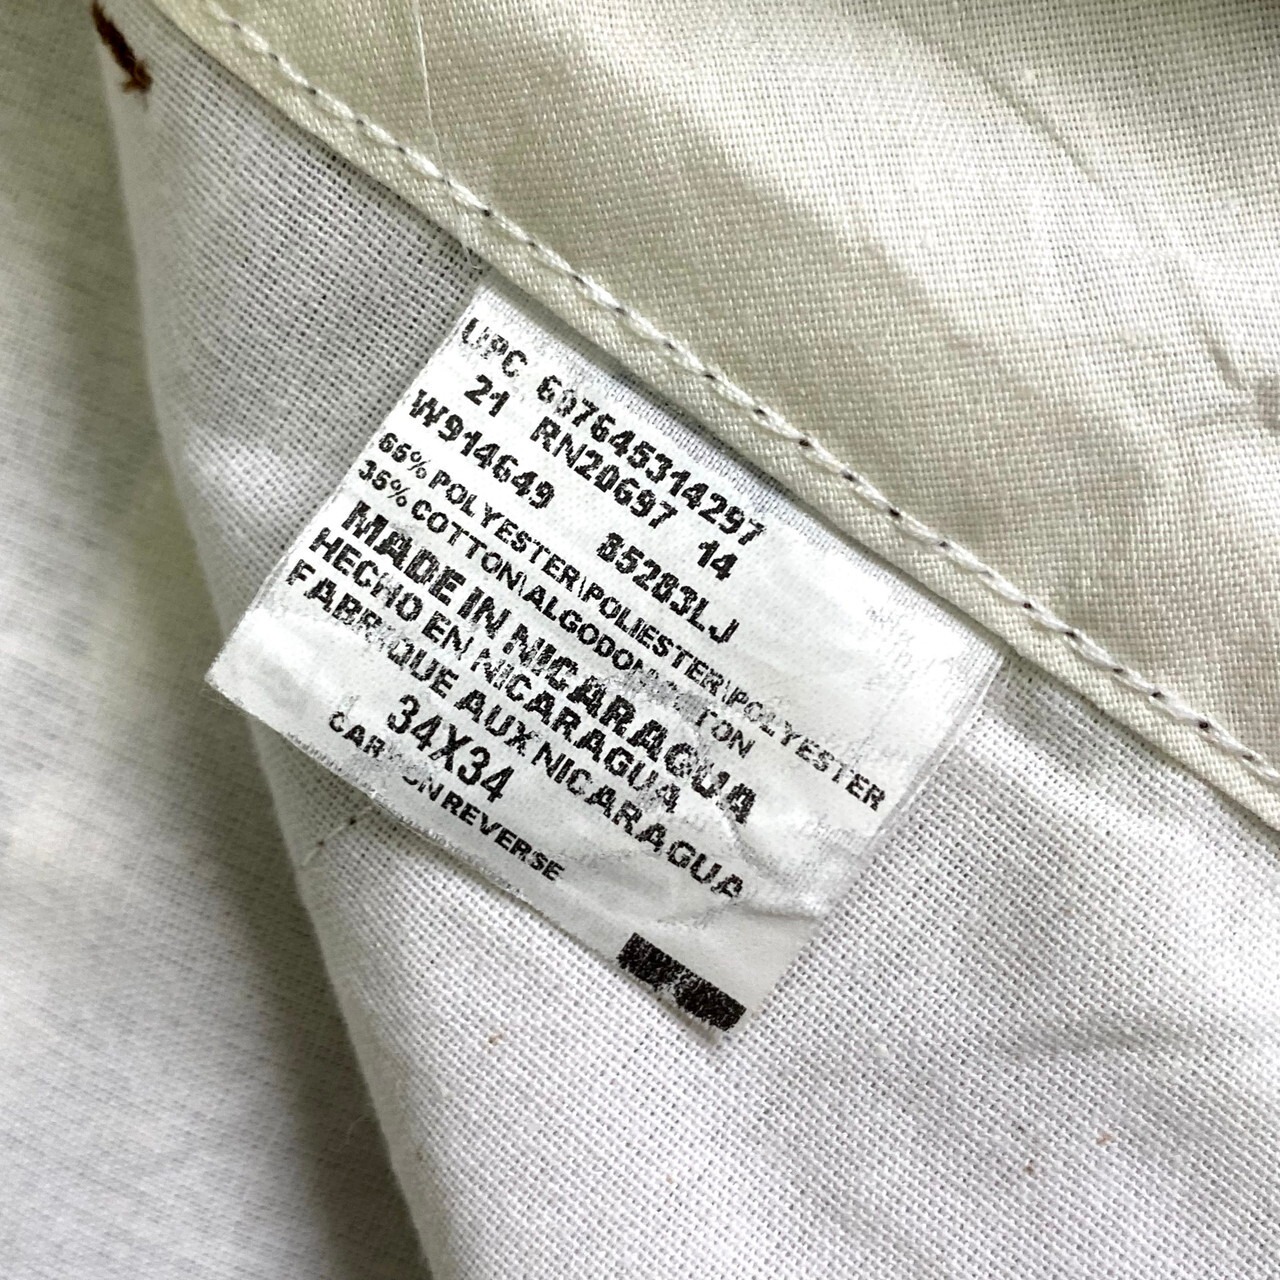 UPC 607645314297
21 RN20697 14
W914649 85283LJ
65% POLYESTER\POLIESTER\POLYESTER
35% COTTON\ALGODON\COTTON
MADE IN NICARAGUA
HECHO EN NICARAGUA
FABRIQUE AUX NICARAGUA
34X34
CARE ON REVERSE